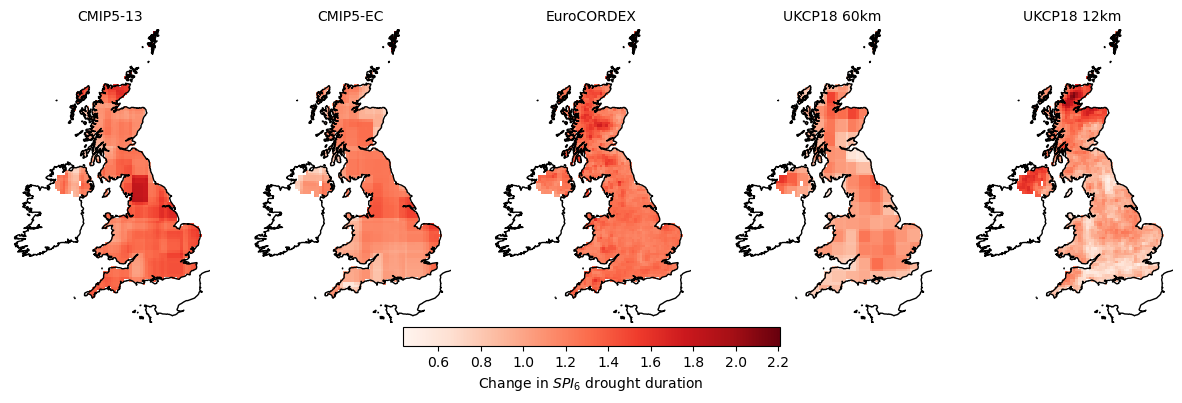 CMIP5-13 CMIP5-EC EuroCORDEX UKCP18 60km UKCP18 12km
0.6 0.8 1.0 1.2 1.4 1.6 1.8 2.0 2.2
Change in SPI₆ drought duration